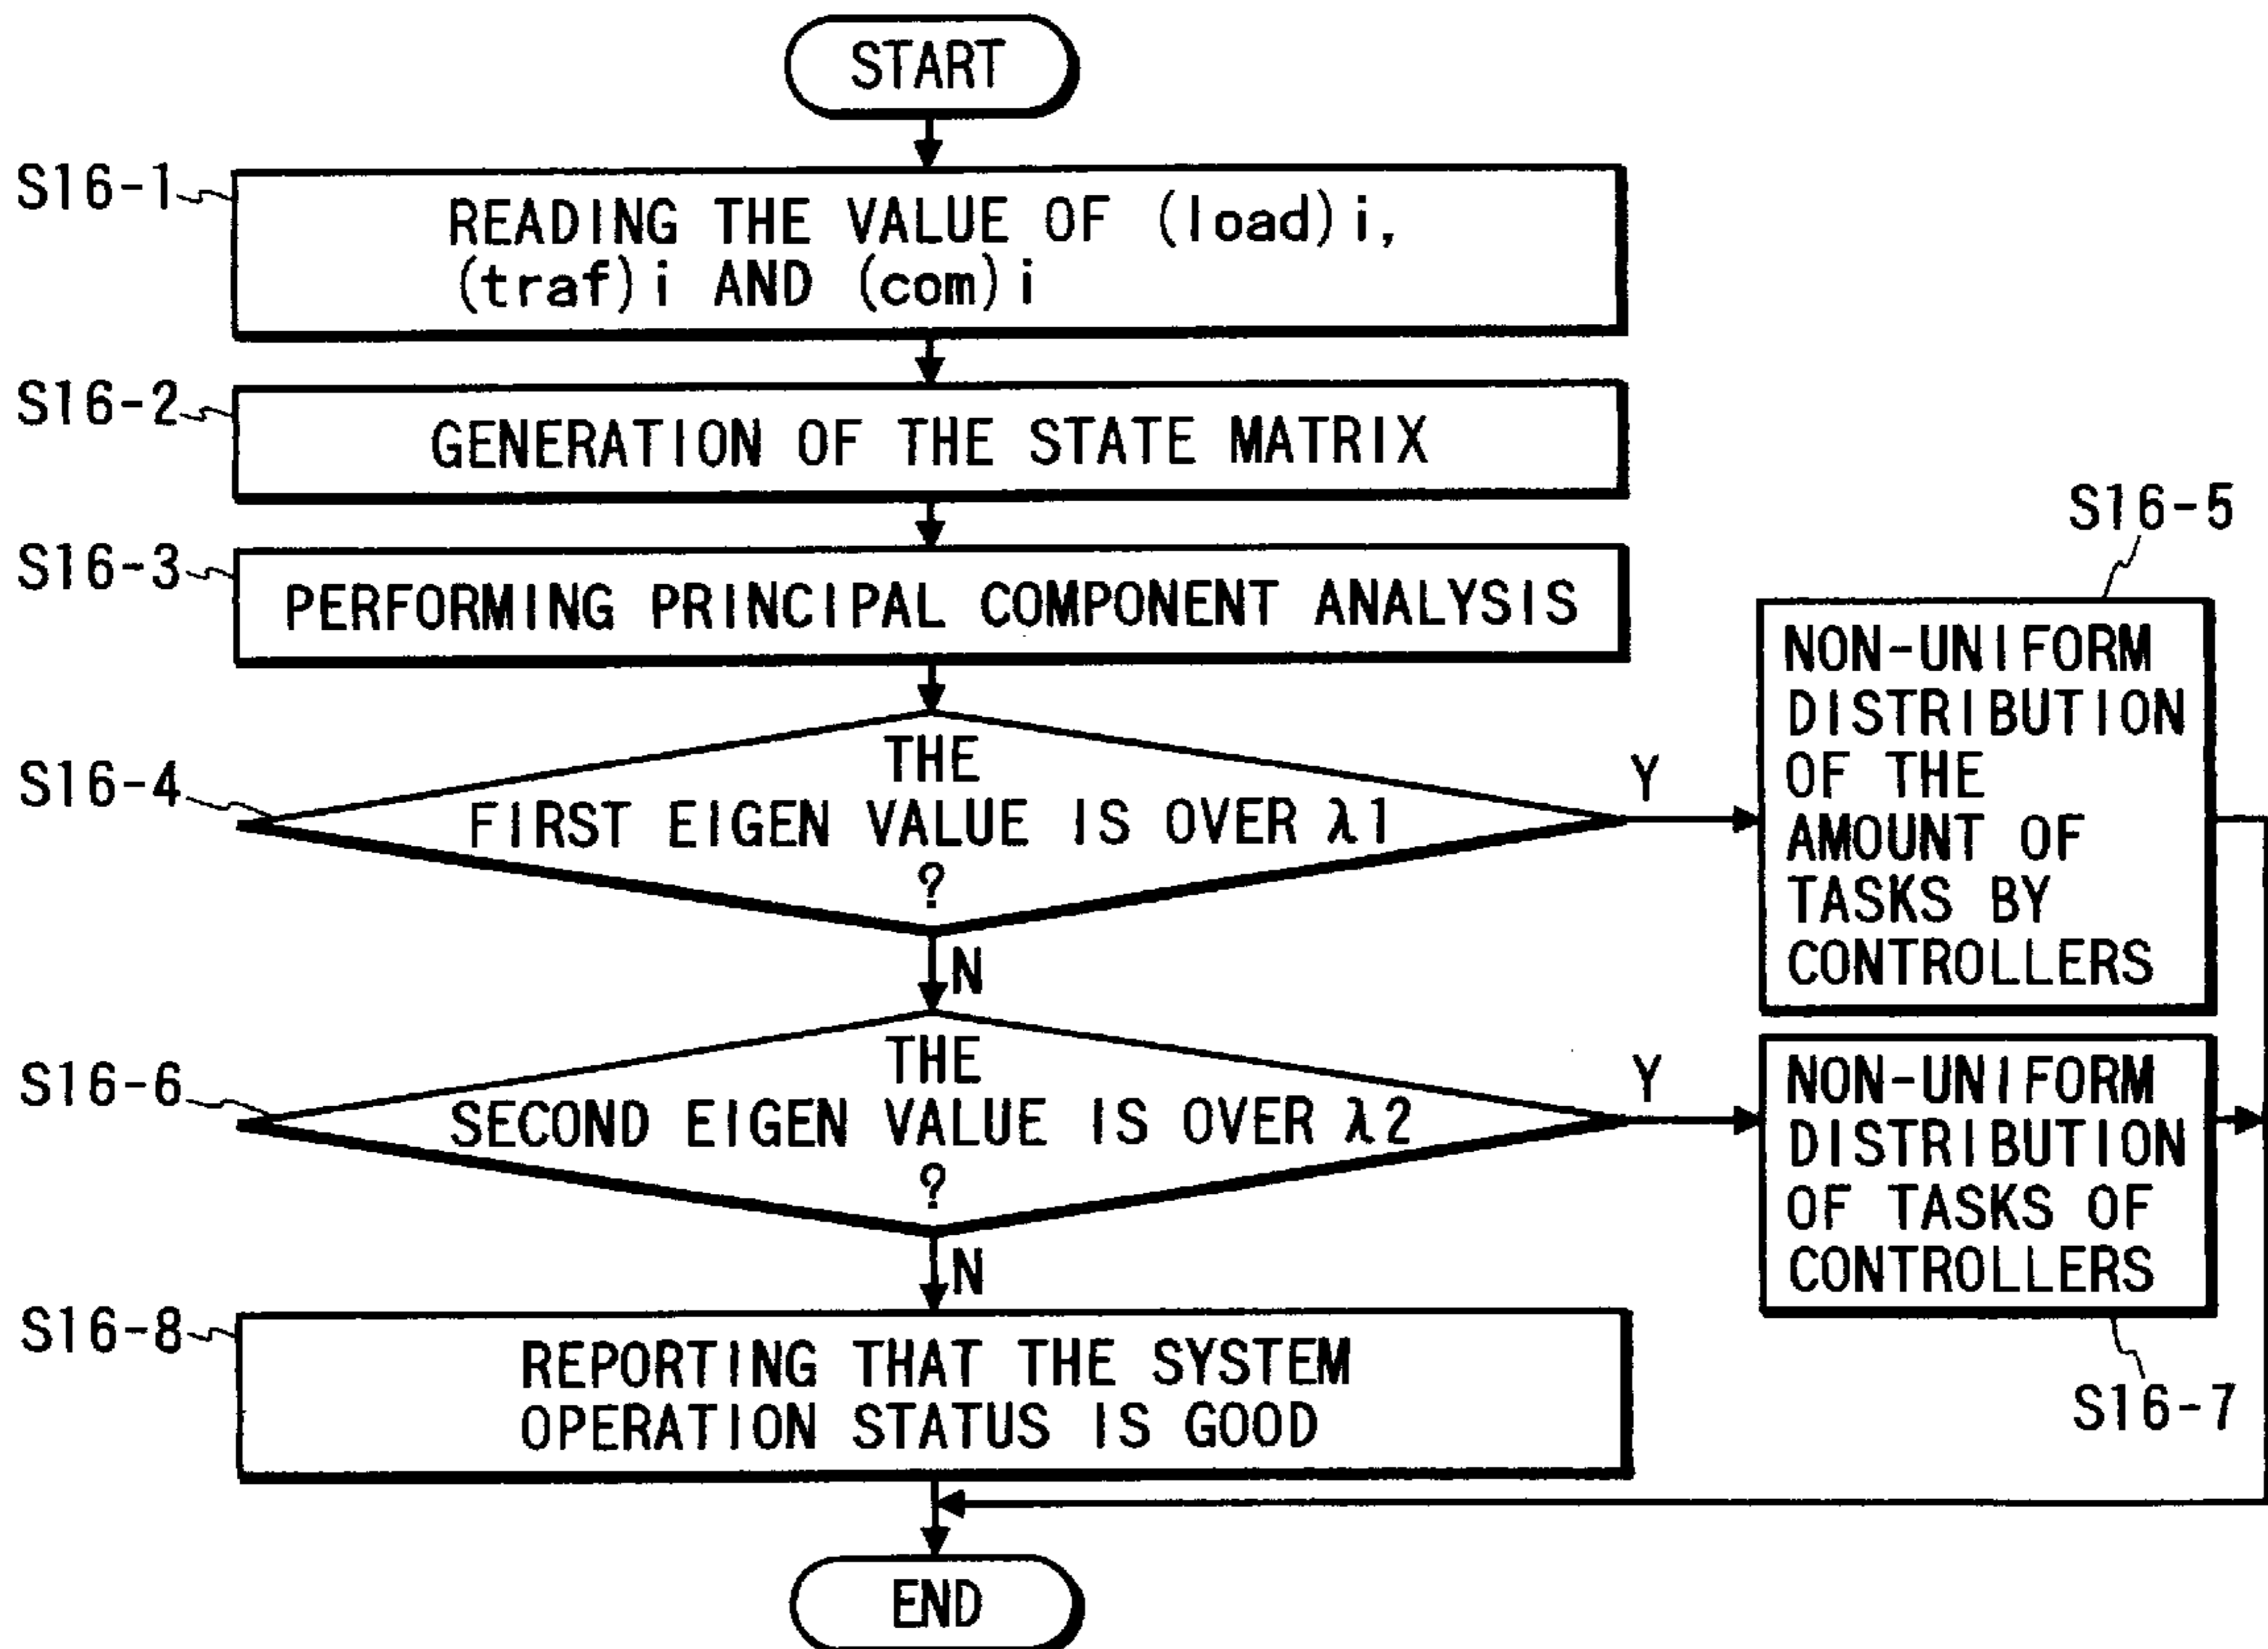 START
S16-1
READING THE VALUE OF (load)i,
(traf)i AND (com)i
S16-2
GENERATION OF THE STATE MATRIX
S16-3
PERFORMING PRINCIPAL COMPONENT ANALYSIS
S16-4
THE
FIRST EIGEN VALUE IS OVER λ1
?
Y
N
S16-5
NON-UNIFORM
DISTRIBUTION
OF THE
AMOUNT OF
TASKS BY
CONTROLLERS
S16-6
THE
SECOND EIGEN VALUE IS OVER λ2
?
Y
N
NON-UNIFORM
DISTRIBUTION
OF TASKS OF
CONTROLLERS
S16-7
S16-8
REPORTING THAT THE SYSTEM
OPERATION STATUS IS GOOD
END